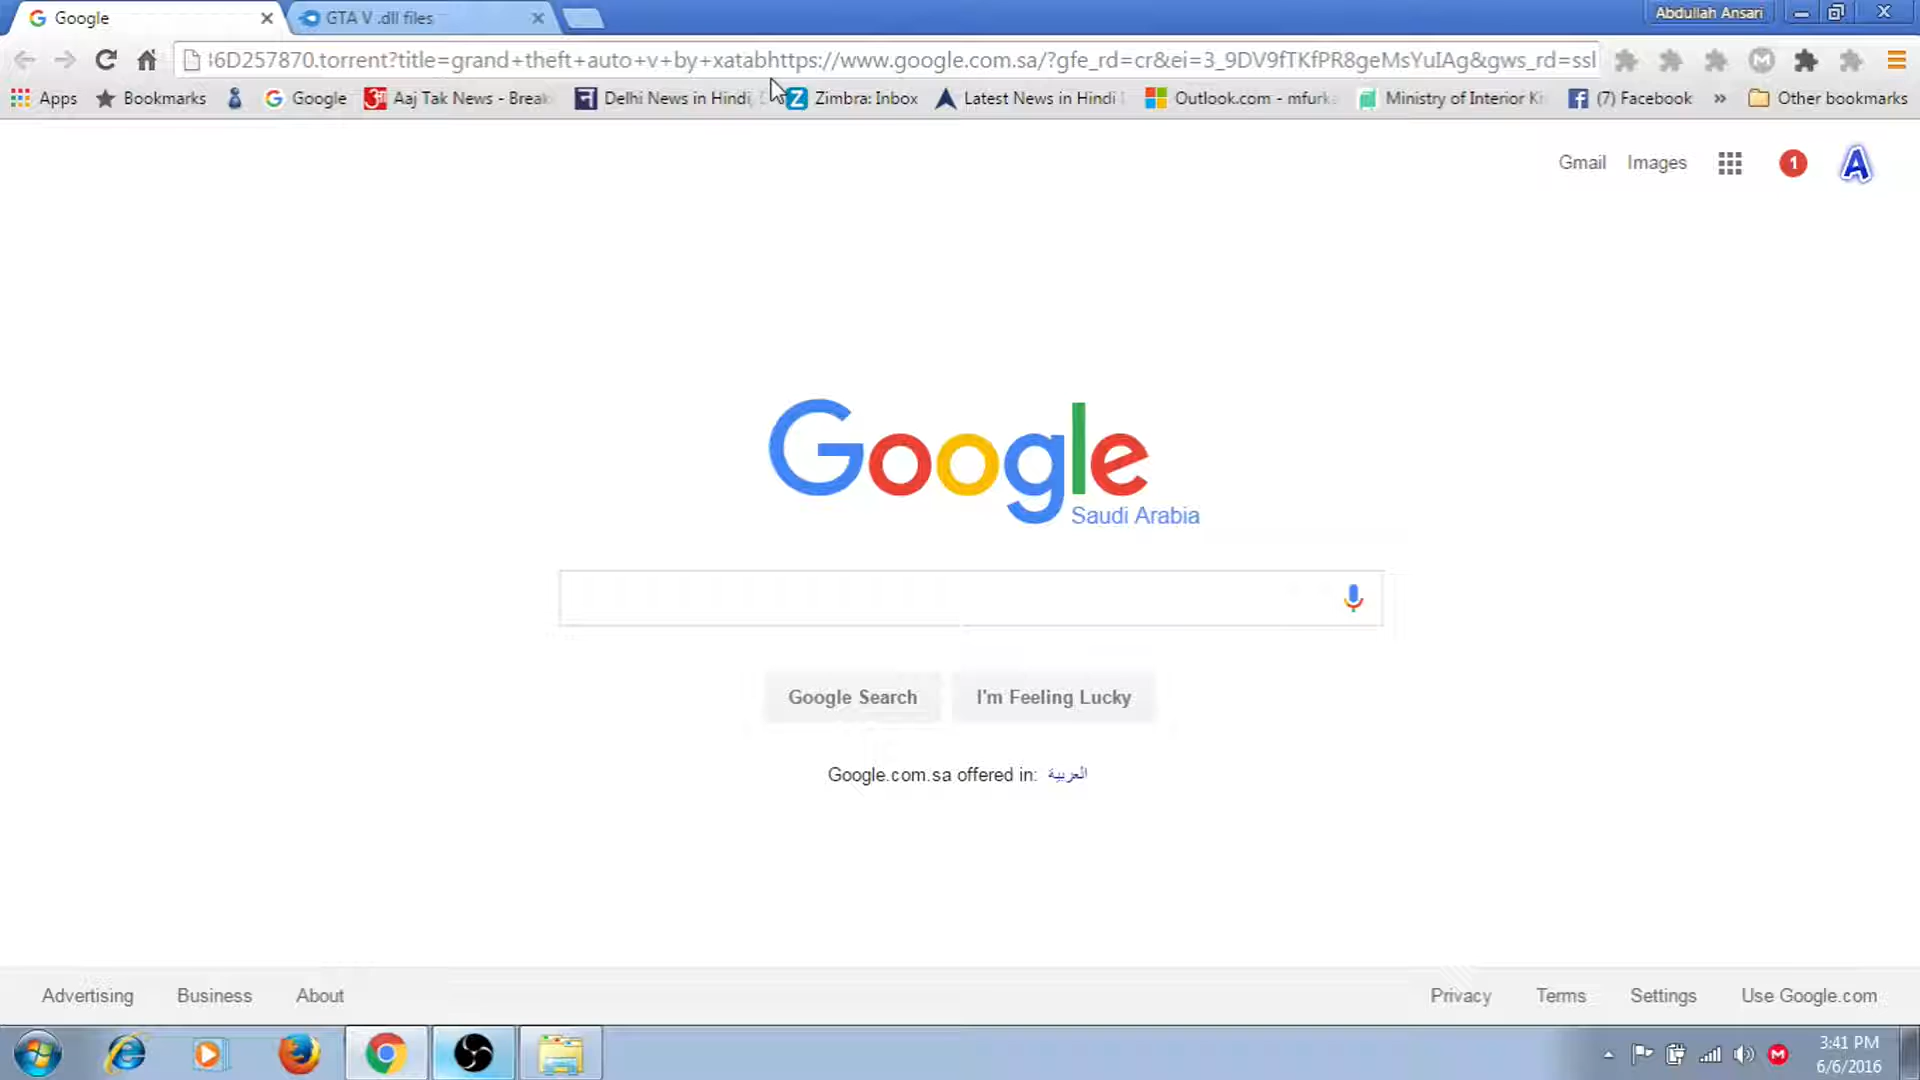 Google
GTA V .dll files
Abdullah Ansari
6D257870.torrent?title=grand+theft+auto+v+by+xatabhttps://www.google.com.sa/?gfe_rd=cr&ei=3_9DV9fTKfPR8geMsYuIAg&gws_rd=ssl
Apps
Bookmarks
Google
Aaj Tak News - Break
Delhi News in Hindi,
Zimbra: Inbox
Latest News in Hindi
Outlook.com - mfurk
Ministry of Interior K
(7) Facebook
»
Other bookmarks
Gmail
Images
1
A
Google
Saudi Arabia
Google Search
I'm Feeling Lucky
Google.com.sa offered in: العربية
Advertising
Business
About
Privacy
Terms
Settings
Use Google.com
3:41 PM
6/6/2016